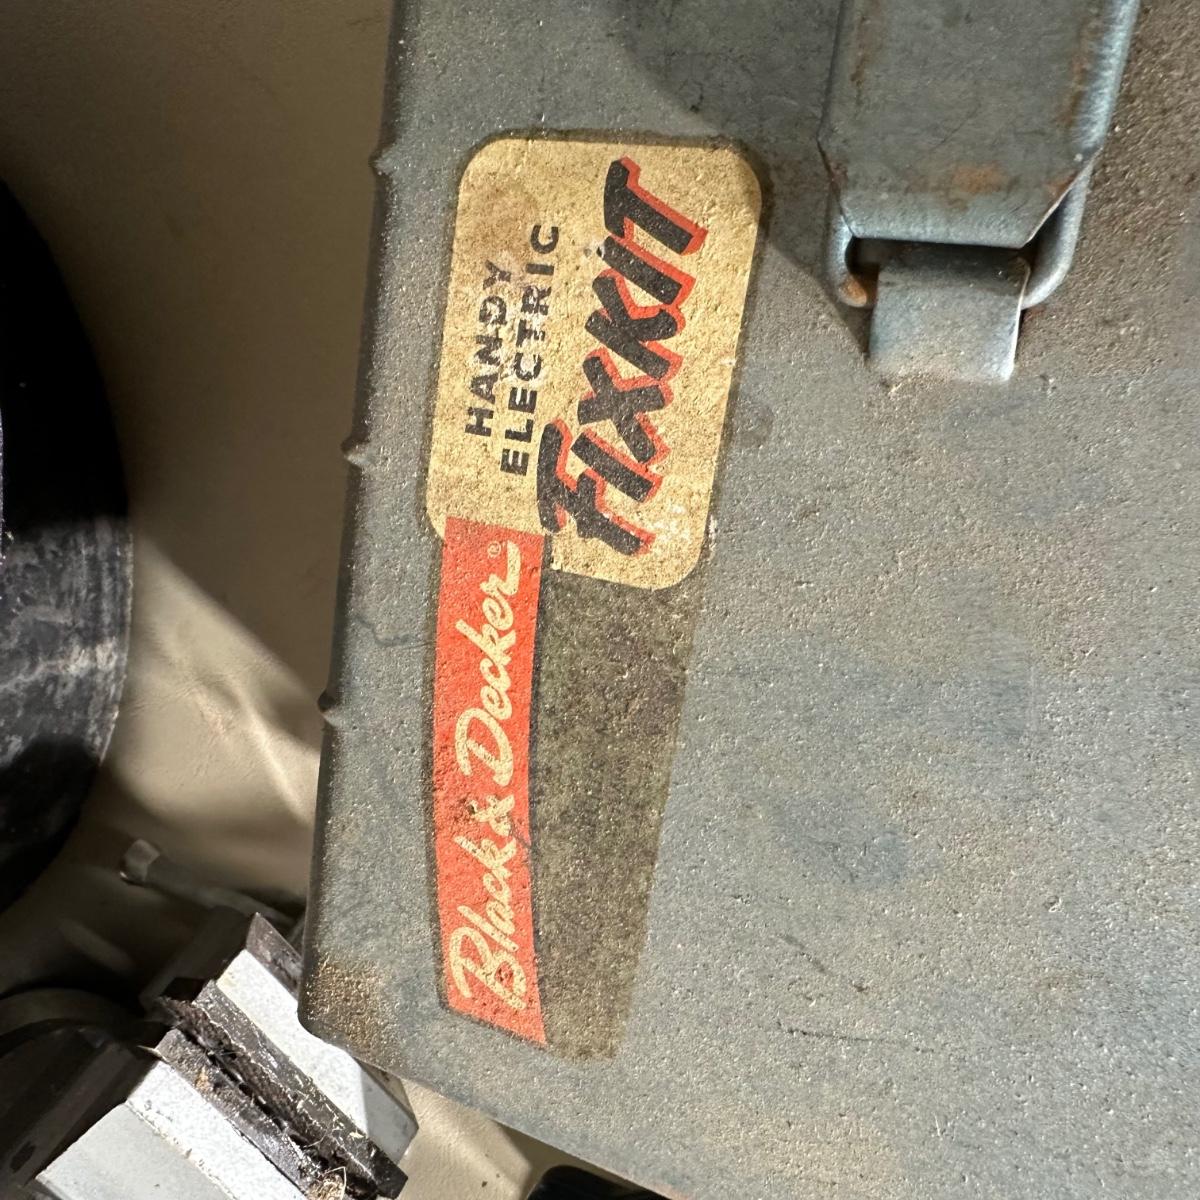 Black & Decker®
HANDY
ELECTRIC
FIXKIT